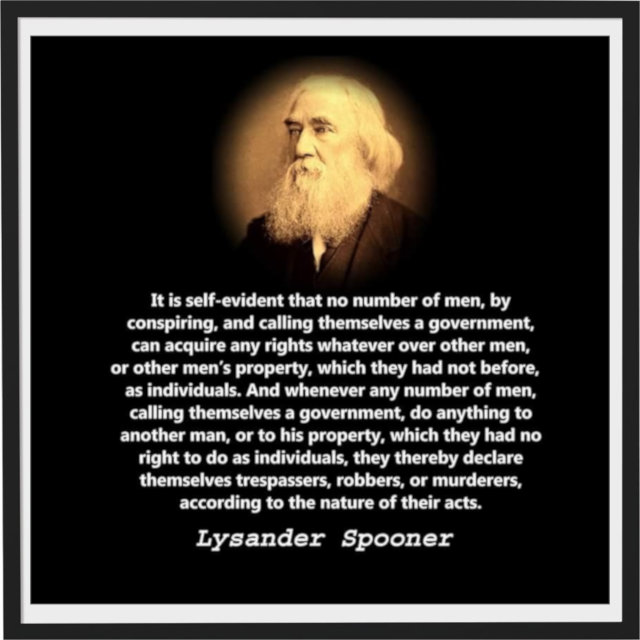 It is self-evident that no number of men, by
conspiring, and calling themselves a government,
can acquire any rights whatever over other men,
or other men's property, which they had not before,
as individuals. And whenever any number of men,
calling themselves a government, do anything to
another man, or to his property, which they had no
right to do as individuals, they thereby declare
themselves trespassers, robbers, or murderers,
according to the nature of their acts.
Lysander Spooner